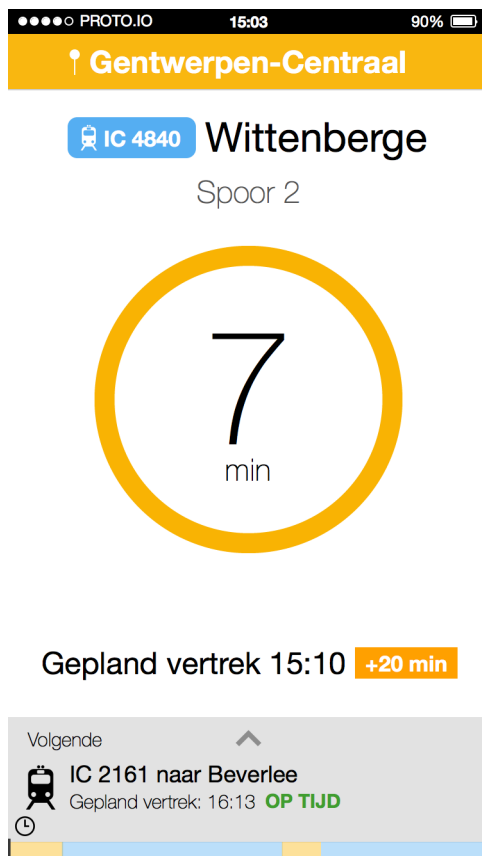 PROTO.IO 15:03 90%
Gentwerpen-Centraal
IC 4840 Wittenberge
Spoor 2
7
min
Gepland vertrek 15:10 +20 min
Volgende
IC 2161 naar Beverlee
Gepland vertrek: 16:13 OP TIJD